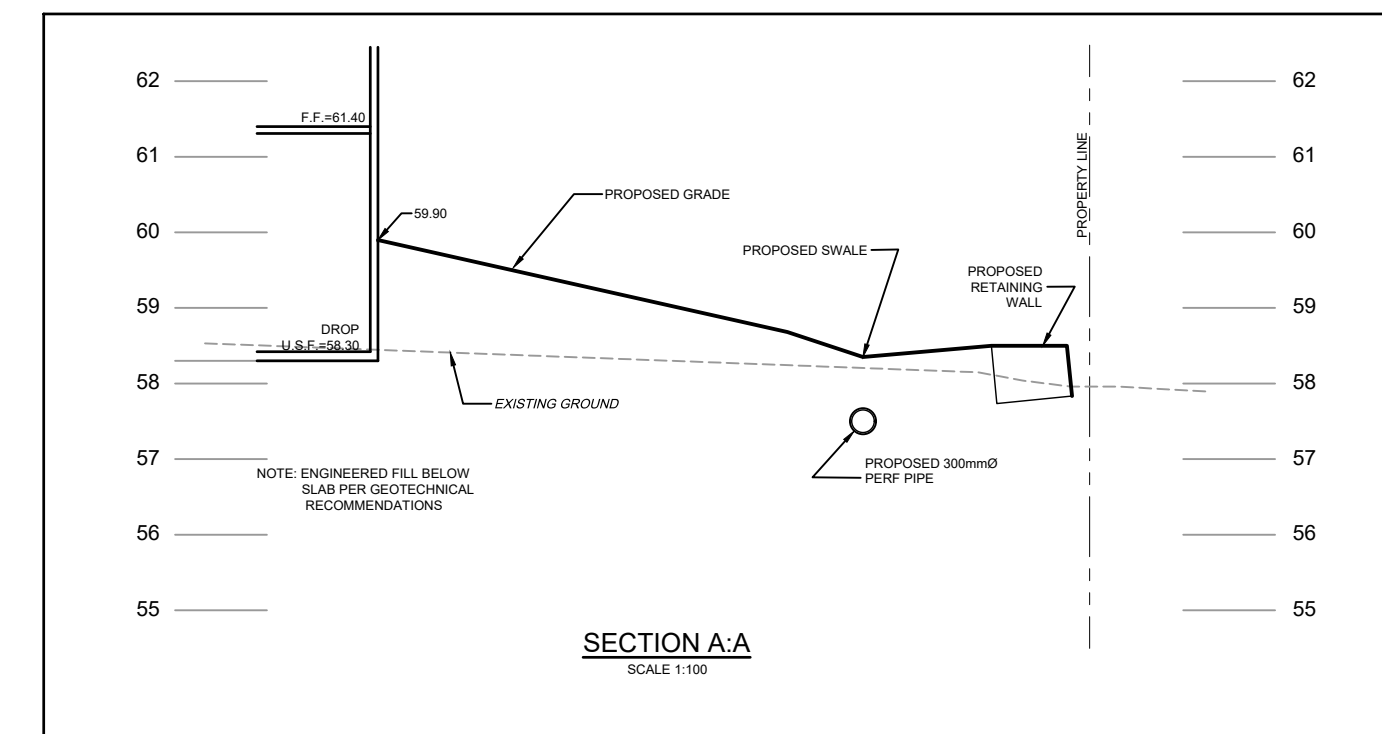 62
62
F.F.=61.40
61
61
PROPERTY LINE
PROPOSED GRADE
59.90
60
60
PROPOSED SWALE
PROPOSED
RETAINING
WALL
59
59
DROP
U.S.F.=58.30
58
58
EXISTING GROUND
57
57
NOTE: ENGINEERED FILL BELOW
SLAB PER GEOTECHNICAL
RECOMMENDATIONS
PROPOSED 300mmØ
PERF PIPE
56
56
55
55
SECTION A:A
SCALE 1:100